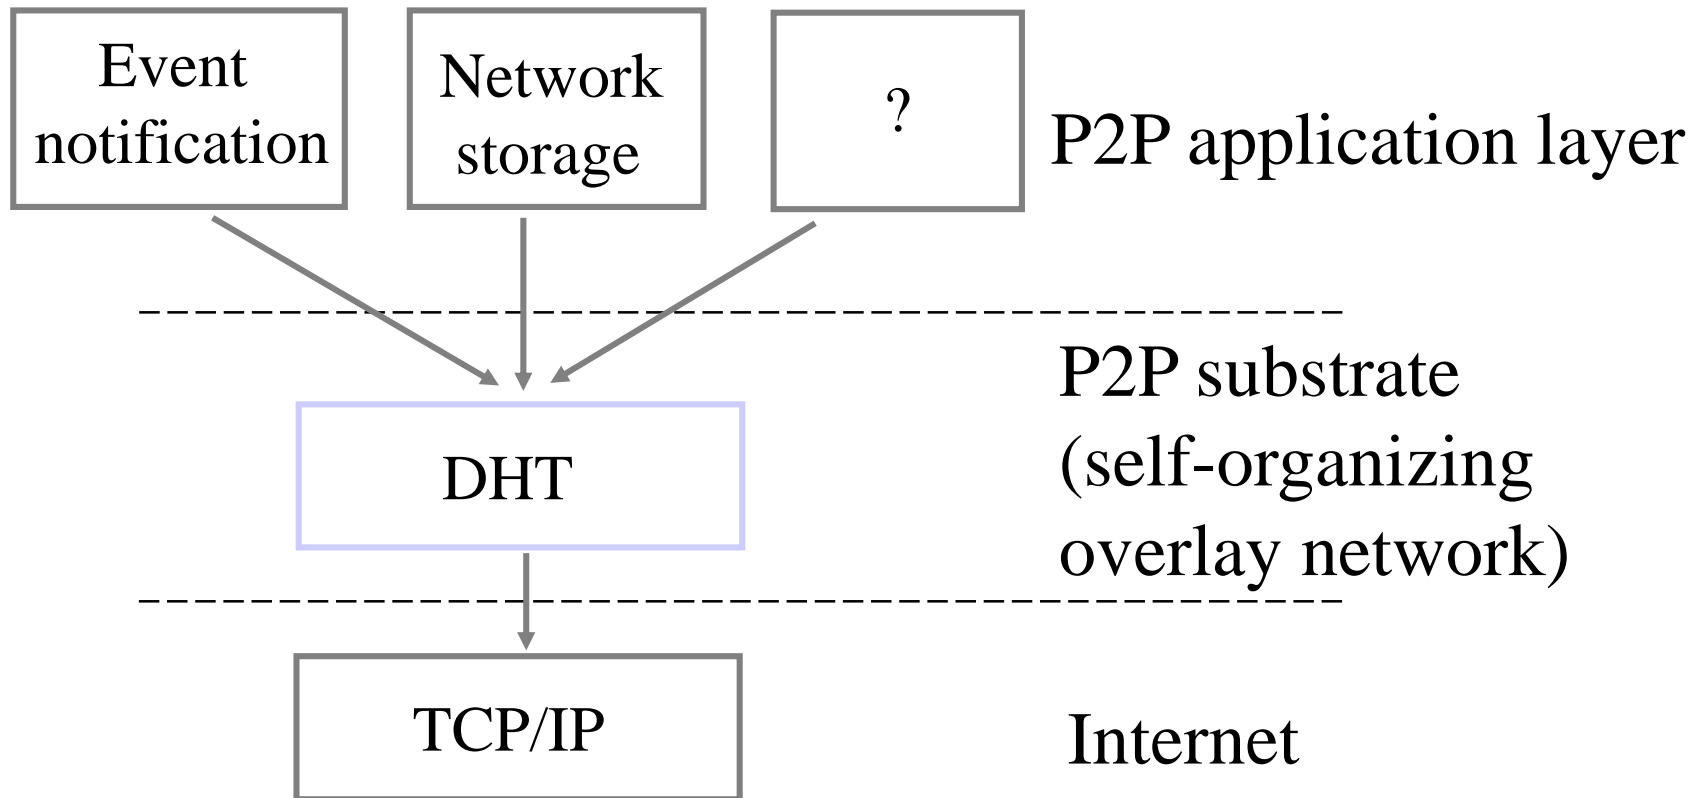 Event
notification
Network
storage
?
P2P application layer
DHT
P2P substrate
(self-organizing
overlay network)
TCP/IP
Internet